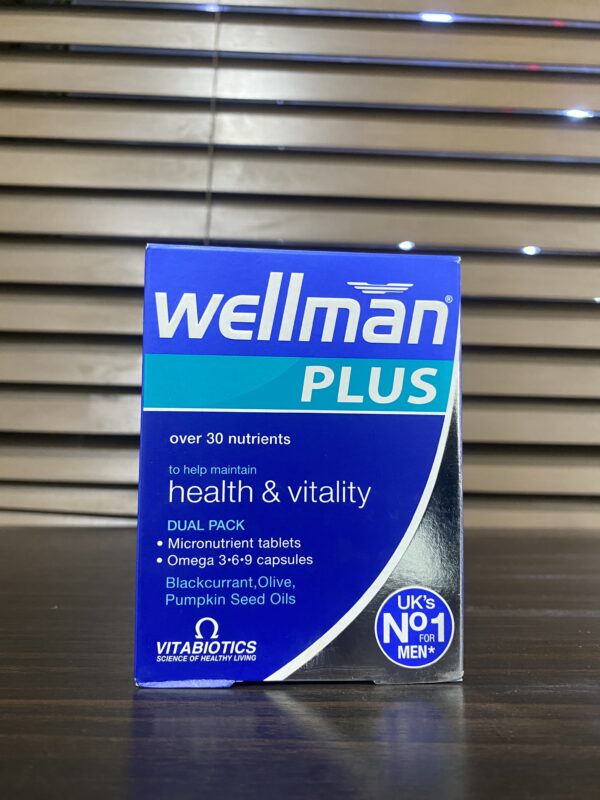 wellman®
PLUS
over 30 nutrients
to help maintain
health & vitality
DUAL PACK
• Micronutrient tablets
• Omega 3•6•9 capsules
Blackcurrant,Olive,
Pumpkin Seed Oils
VITABIOTICS
SCIENCE OF HEALTHY LIVING
UK's
Nº1
FOR
MEN*